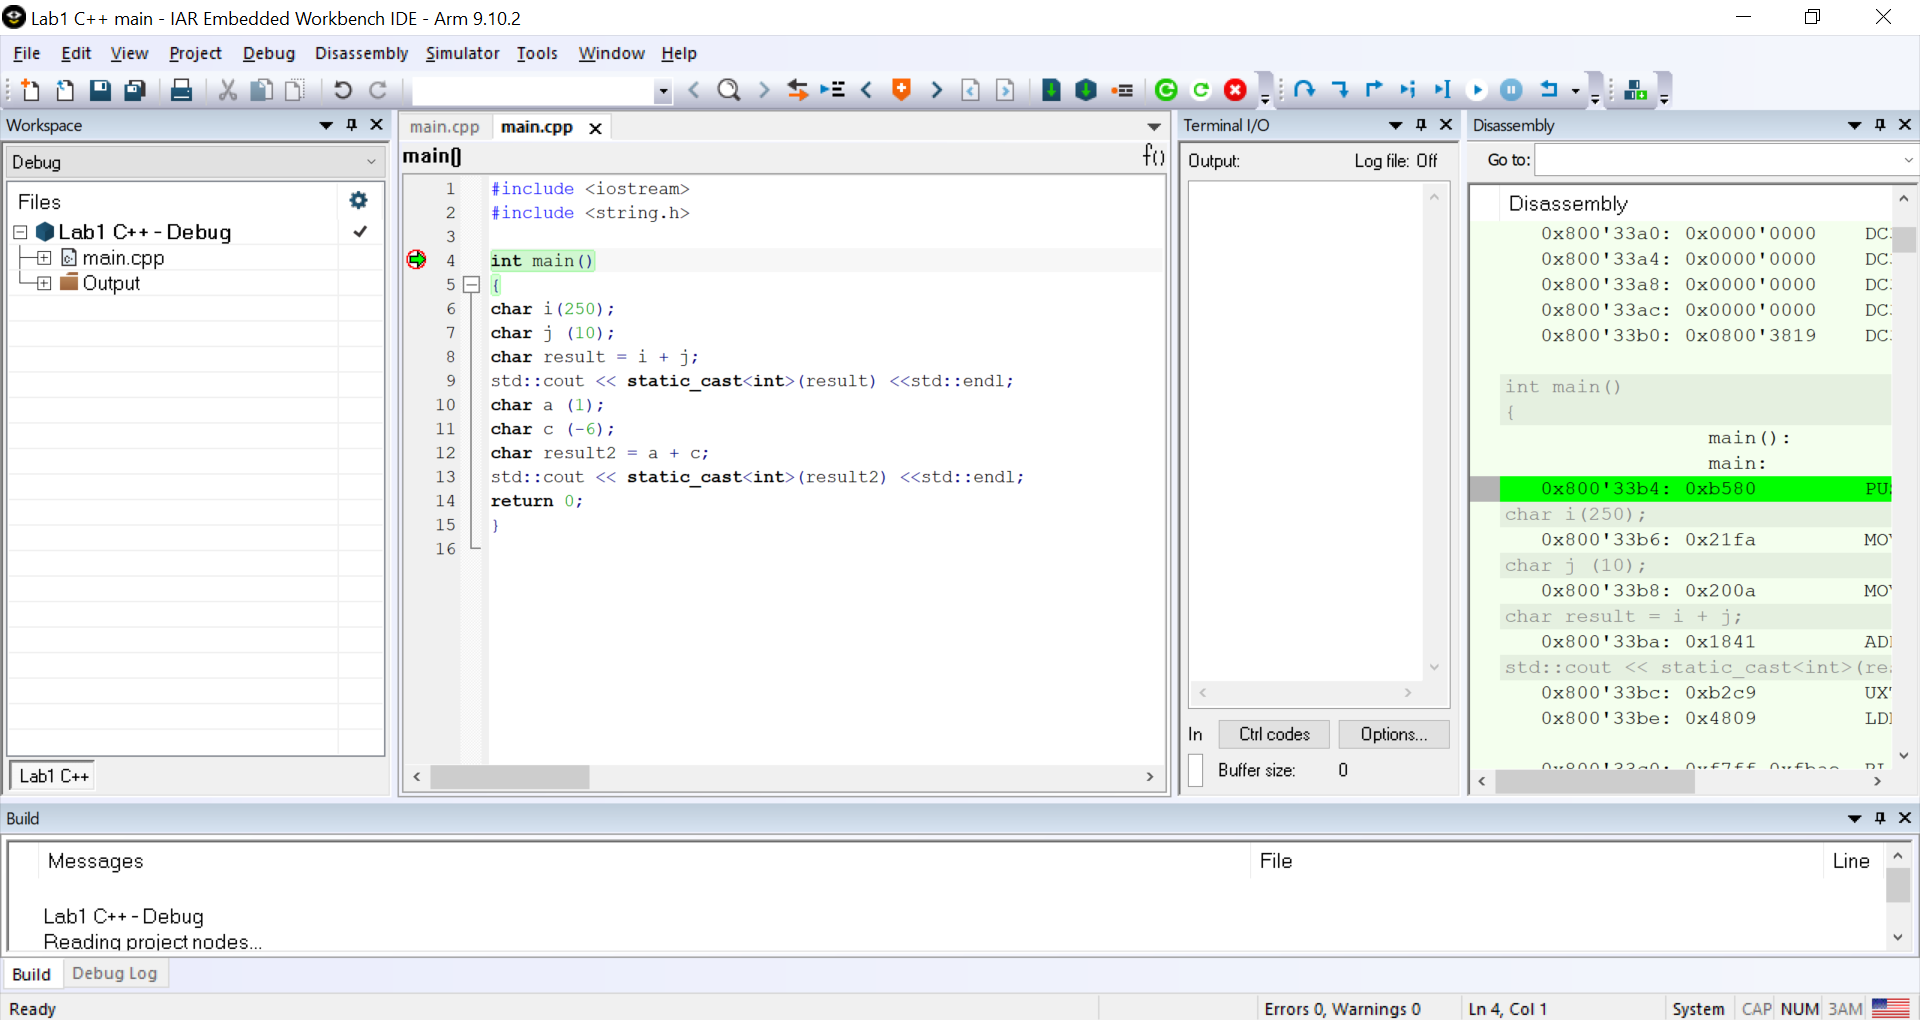 Lab1 C++ main - IAR Embedded Workbench IDE - Arm 9.10.2
File Edit View Project Debug Disassembly Simulator Tools Window Help
Workspace
Debug
Files
Lab1 C++ - Debug
main.cpp
Output
Lab1 C++
main.cpp main.cpp
main()
f()
1 #include <iostream>
2 #include <string.h>
3
4 int main()
5 {
6 char i(250);
7 char j (10);
8 char result = i + j;
9 std::cout << static_cast<int>(result) <<std::endl;
10 char a (1);
11 char c (-6);
12 char result2 = a + c;
13 std::cout << static_cast<int>(result2) <<std::endl;
14 return 0;
15 }
16
Terminal I/O
Output: Log file: Off
In Ctrl codes Options...
Buffer size: 0
Disassembly
Go to:
Disassembly
0x800'33a0: 0x0000'0000 DC
0x800'33a4: 0x0000'0000 DC
0x800'33a8: 0x0000'0000 DC
0x800'33ac: 0x0000'0000 DC
0x800'33b0: 0x0800'3819 DC
int main()
{
main():
main:
0x800'33b4: 0xb580 PU
char i(250);
0x800'33b6: 0x21fa MO
char j (10);
0x800'33b8: 0x200a MO
char result = i + j;
0x800'33ba: 0x1841 AD
std::cout << static_cast<int>(re
0x800'33bc: 0xb2c9 UX
0x800'33be: 0x4809 LD
Build
Messages File Line
Lab1 C++ - Debug
Reading project nodes...
Build Debug Log
Ready Errors 0, Warnings 0 Ln 4, Col 1 System CAP NUM 3AM